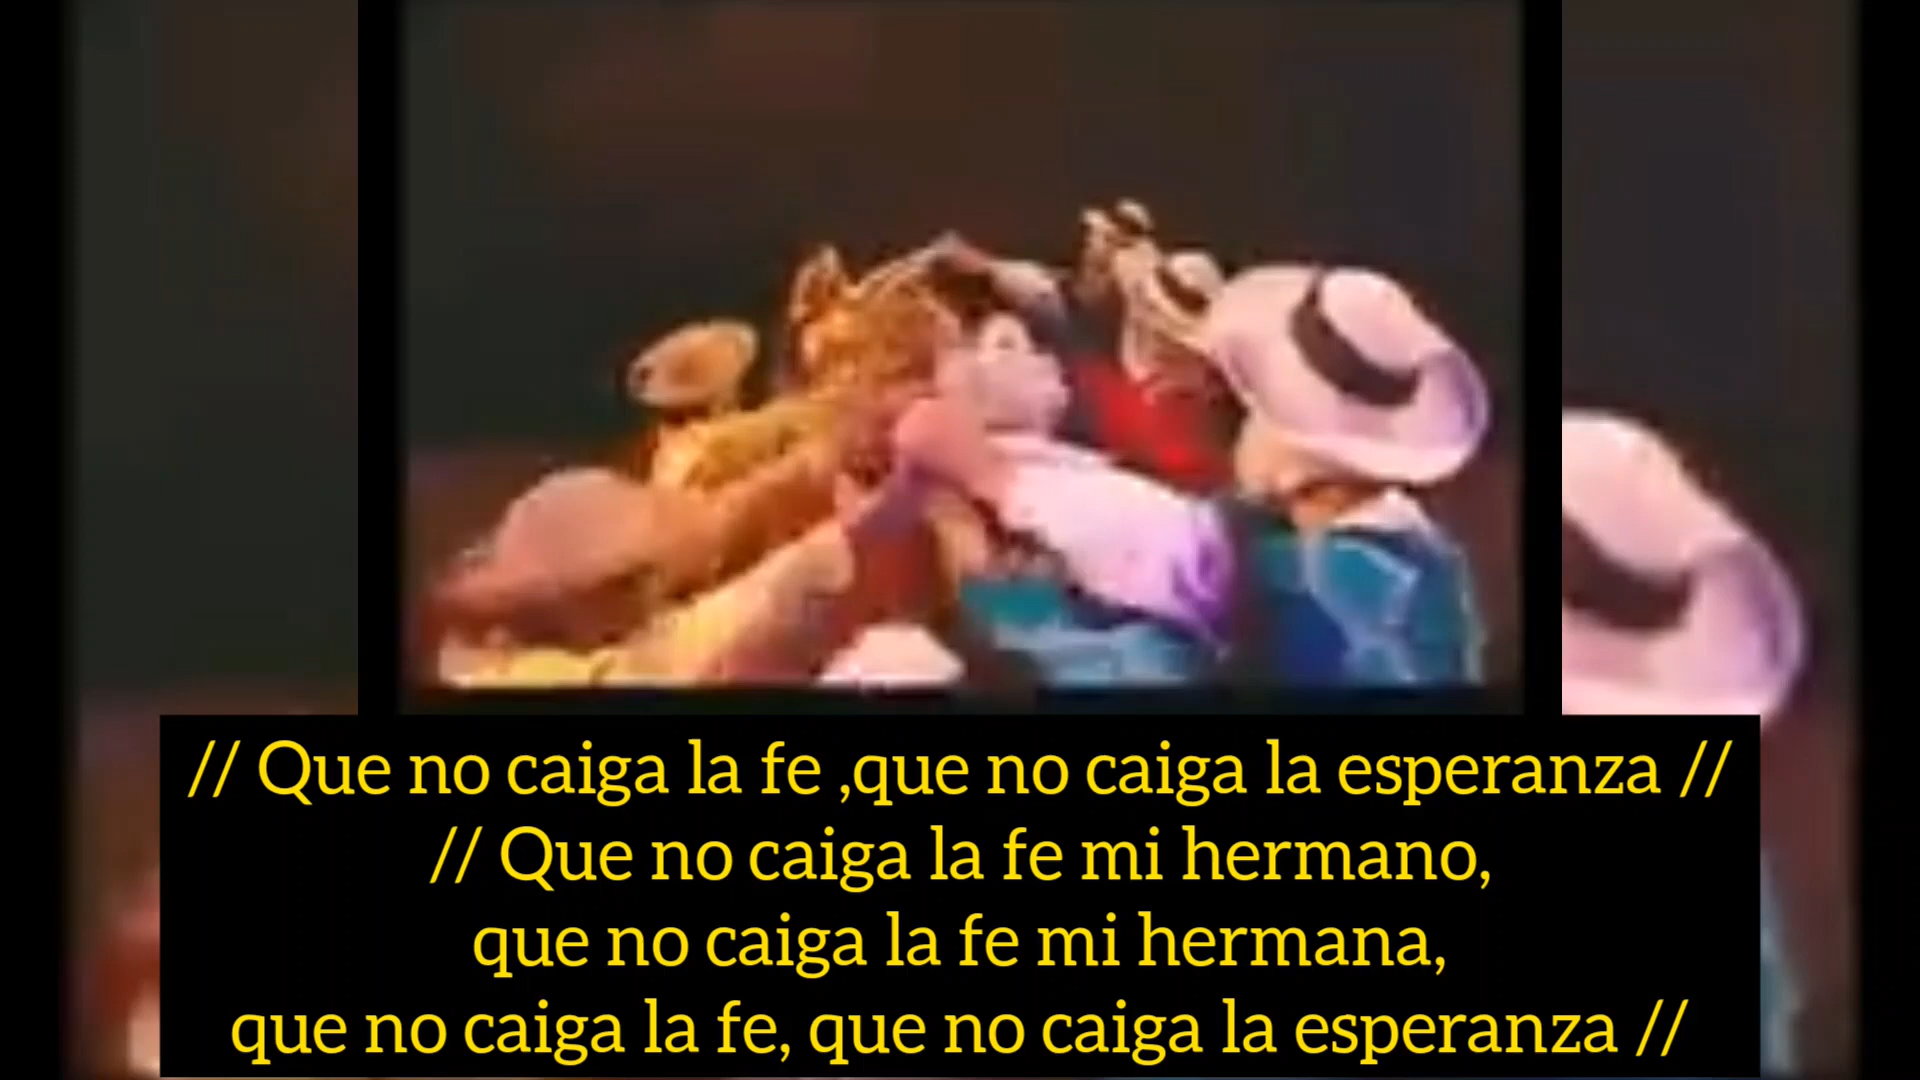 // Que no caiga la fe ,que no caiga la esperanza //
// Que no caiga la fe mi hermano,
que no caiga la fe mi hermana,
que no caiga la fe, que no caiga la esperanza //